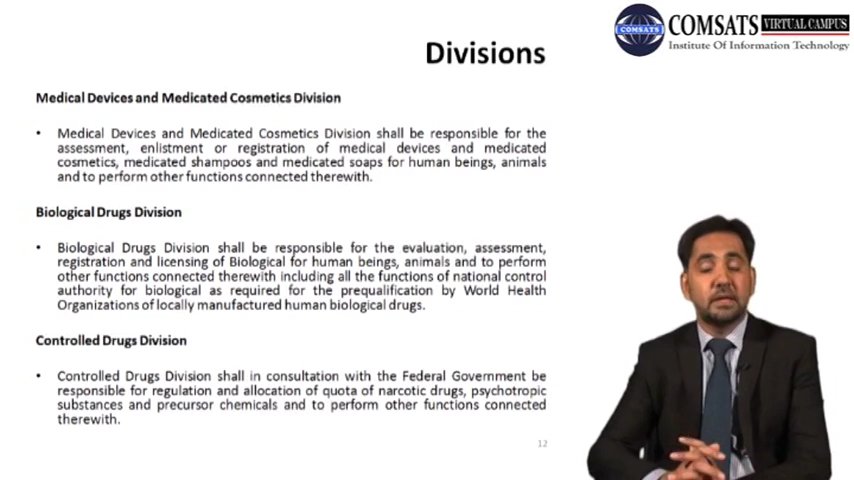 COMSATS VIRTUAL CAMPUS
COMSATS
Institute Of Information Technology
Divisions
Medical Devices and Medicated Cosmetics Division
• Medical Devices and Medicated Cosmetics Division shall be responsible for the
assessment, enlistment or registration of medical devices and medicated
cosmetics, medicated shampoos and medicated soaps for human beings, animals
and to perform other functions connected therewith.
Biological Drugs Division
• Biological Drugs Division shall be responsible for the evaluation, assessment,
registration and licensing of Biological for human beings, animals and to perform
other functions connected therewith including all the functions of national control
authority for biological as required for the prequalification by World Health
Organizations of locally manufactured human biological drugs.
Controlled Drugs Division
• Controlled Drugs Division shall in consultation with the Federal Government be
responsible for regulation and allocation of quota of narcotic drugs, psychotropic
substances and precursor chemicals and to perform other functions connected
therewith.
12